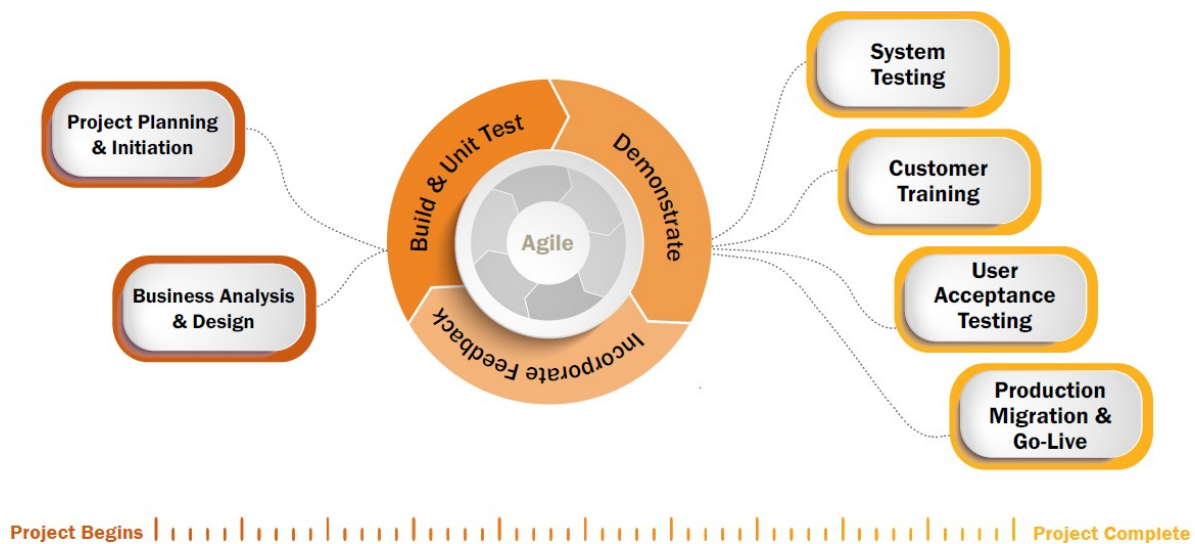 Project Planning
& Initiation
Business Analysis
& Design
Build & Unit Test
Demonstrate
Incorporate Feedback
Agile
System
Testing
Customer
Training
User
Acceptance
Testing
Production
Migration &
Go-Live
Project Begins
Project Complete